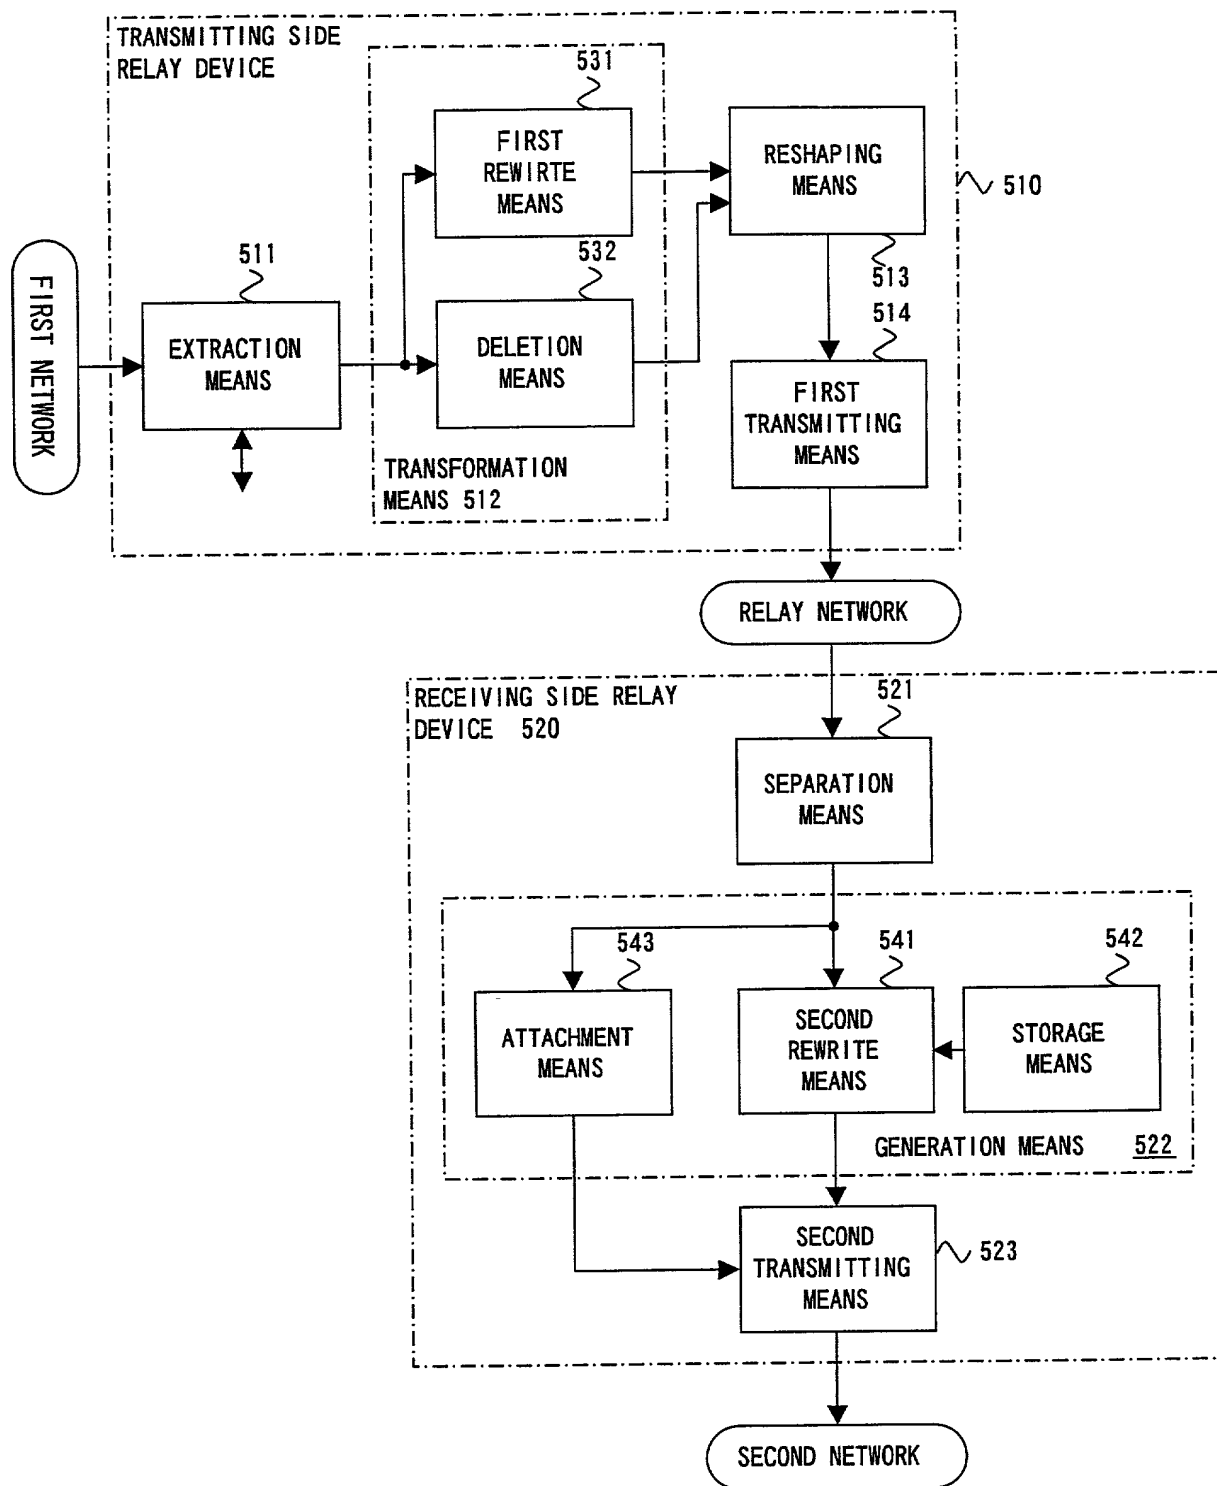 TRANSMITTING SIDE
RELAY DEVICE
531
FIRST
REWIRTE
MEANS
RESHAPING
MEANS
510
511
532
513
514
FIRST NETWORK
EXTRACTION
MEANS
DELETION
MEANS
FIRST
TRANSMITTING
MEANS
TRANSFORMATION
MEANS 512
RELAY NETWORK
RECEIVING SIDE RELAY
DEVICE 520
521
SEPARATION
MEANS
543
541
542
ATTACHMENT
MEANS
SECOND
REWRITE
MEANS
STORAGE
MEANS
GENERATION MEANS 522
SECOND
TRANSMITTING
MEANS
523
SECOND NETWORK